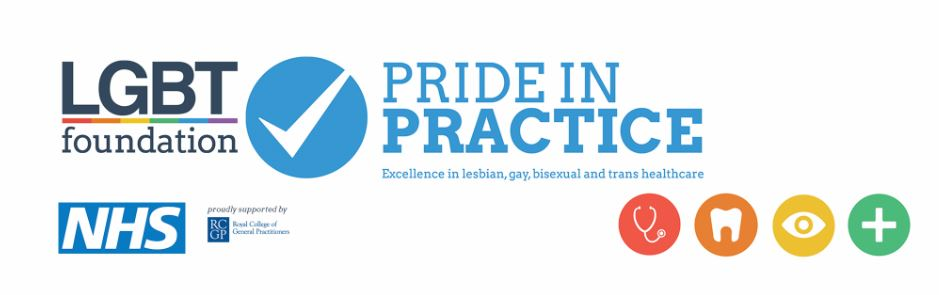 LGBT
foundation
PRIDE IN
PRACTICE
Excellence in lesbian, gay, bisexual and trans healthcare
NHS
proudly supported by
RC
GP
Royal College of
General Practitioners